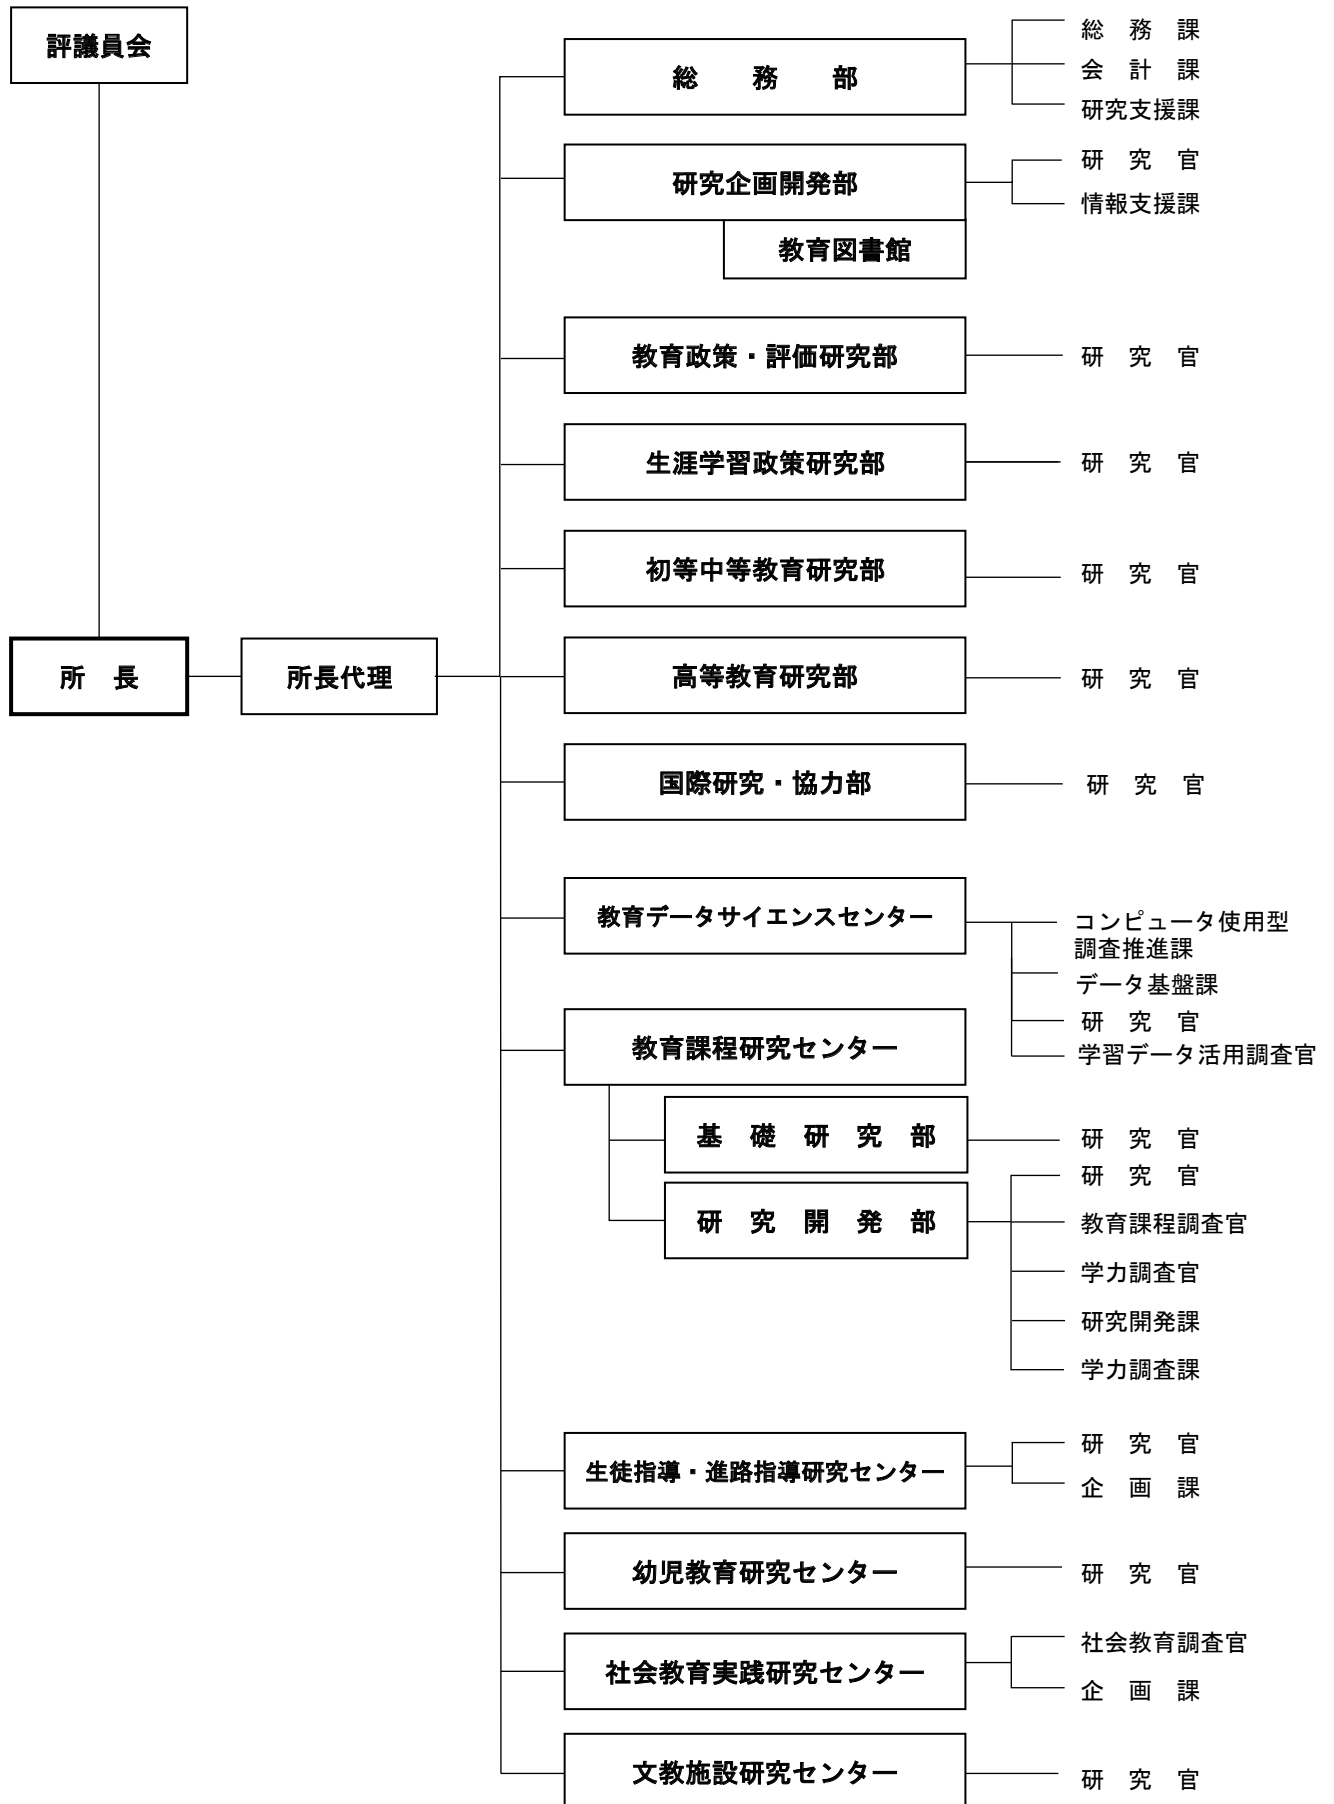 評議員会
総　務　部
総　務　課
会　計　課
研究支援課
研究企画開発部
研　究　官
情報支援課
教育図書館
教育政策・評価研究部
研　究　官
生涯学習政策研究部
研　究　官
初等中等教育研究部
研　究　官
所　長
所長代理
高等教育研究部
研　究　官
国際研究・協力部
研　究　官
教育データサイエンスセンター
コンピュータ使用型
調査推進課
データ基盤課
研　究　官
学習データ活用調査官
教育課程研究センター
基　礎　研　究　部
研　究　官
研　究　開　発　部
研　究　官
教育課程調査官
学力調査官
研究開発課
学力調査課
生徒指導・進路指導研究センター
研　究　官
企　画　課
幼児教育研究センター
研　究　官
社会教育実践研究センター
社会教育調査官
企　画　課
文教施設研究センター
研　究　官